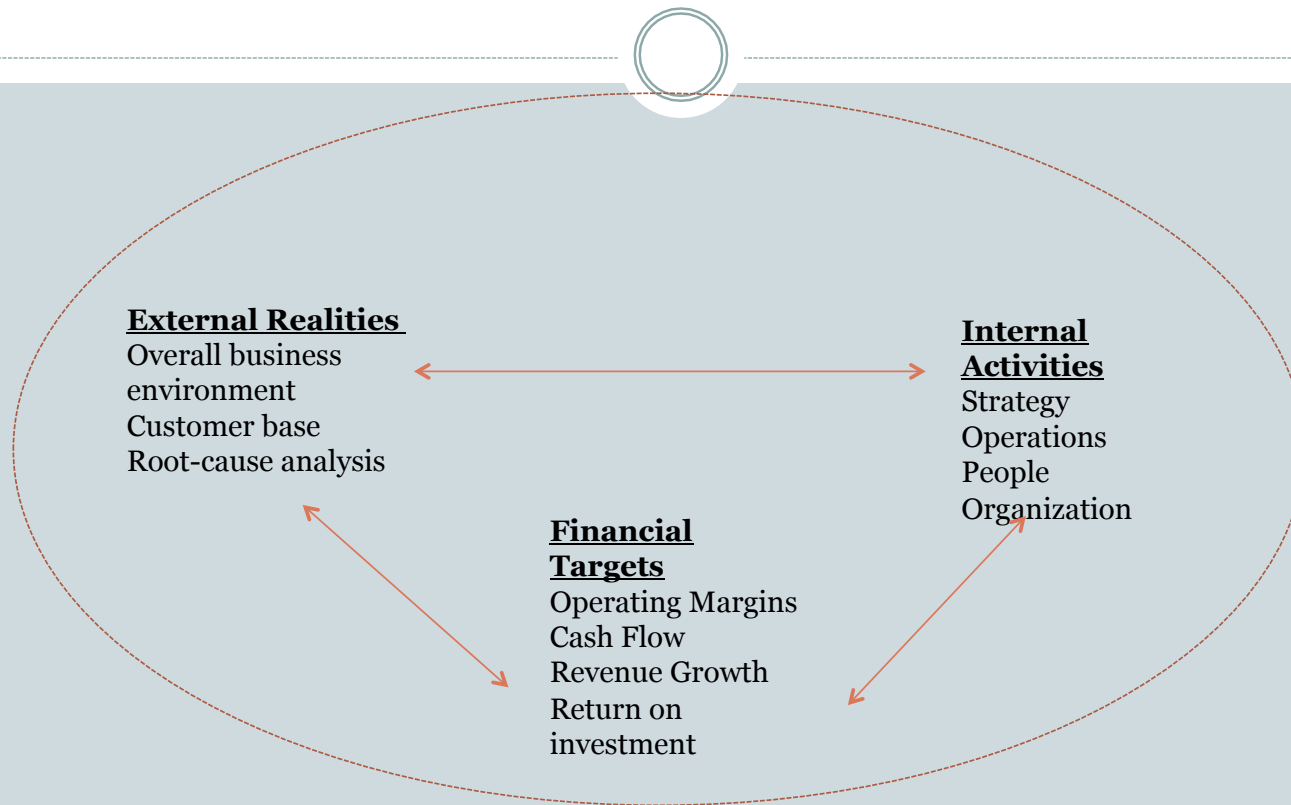 External Realities
Overall business
environment
Customer base
Root-cause analysis
Internal
Activities
Strategy
Operations
People
Organization
Financial
Targets
Operating Margins
Cash Flow
Revenue Growth
Return on
investment